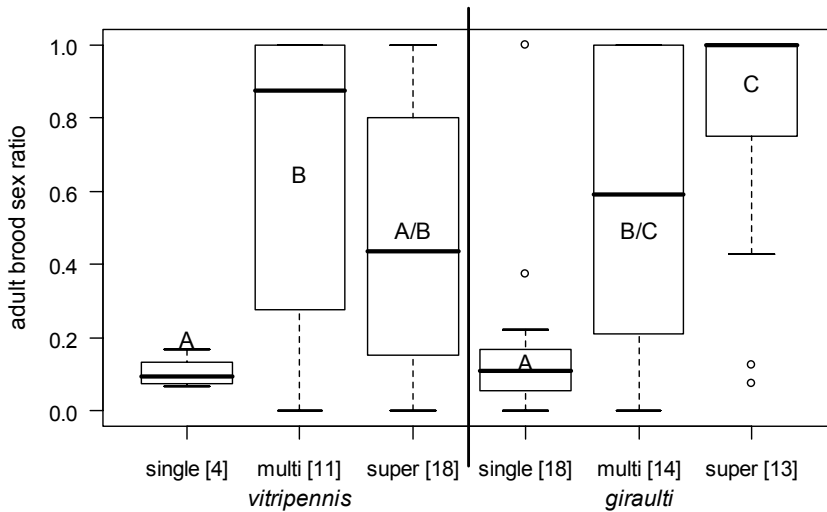 adult brood sex ratio
1.0
0.8
0.6
0.4
0.2
0.0
A
B
A/B
A
B/C
C
single [4] multi [11] super [18] single [18] multi [14] super [13]
vitripennis giraulti